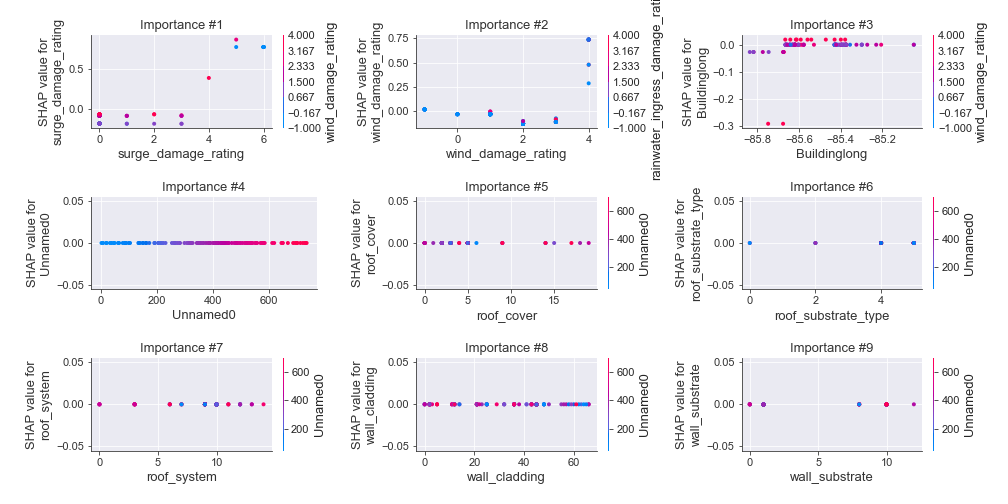 Importance #1
SHAP value for
surge_damage_rating
0.5
0.0
0
2
4
6
surge_damage_rating
4.000
3.167
2.333
1.500
0.667
−0.167
−1.000
wind_damage_rating
Importance #2
SHAP value for
wind_damage_rating
0.75
0.50
0.25
0.00
0
2
4
wind_damage_rating
4.000
3.167
2.333
1.500
0.667
−0.167
−1.000
rainwater_ingress_damage_rating
Importance #3
SHAP value for
Buildinglong
0.0
−0.1
−0.2
−0.3
−85.8
−85.6
−85.4
−85.2
Buildinglong
4.000
3.167
2.333
1.500
0.667
−0.167
−1.000
wind_damage_rating
Importance #4
SHAP value for
Unnamed0
0.05
0.00
−0.05
0
200
400
600
Unnamed0
Importance #5
SHAP value for
roof_cover
0.05
0.00
−0.05
0
5
10
15
roof_cover
600
400
200
Unnamed0
Importance #6
SHAP value for
roof_substrate_type
0.05
0.00
−0.05
0
2
4
roof_substrate_type
600
400
200
Unnamed0
Importance #7
SHAP value for
roof_system
0.05
0.00
−0.05
0
5
10
roof_system
600
400
200
Unnamed0
Importance #8
SHAP value for
wall_cladding
0.05
0.00
−0.05
0
20
40
60
wall_cladding
600
400
200
Unnamed0
Importance #9
SHAP value for
wall_substrate
0.05
0.00
−0.05
0
5
10
wall_substrate
600
400
200
Unnamed0